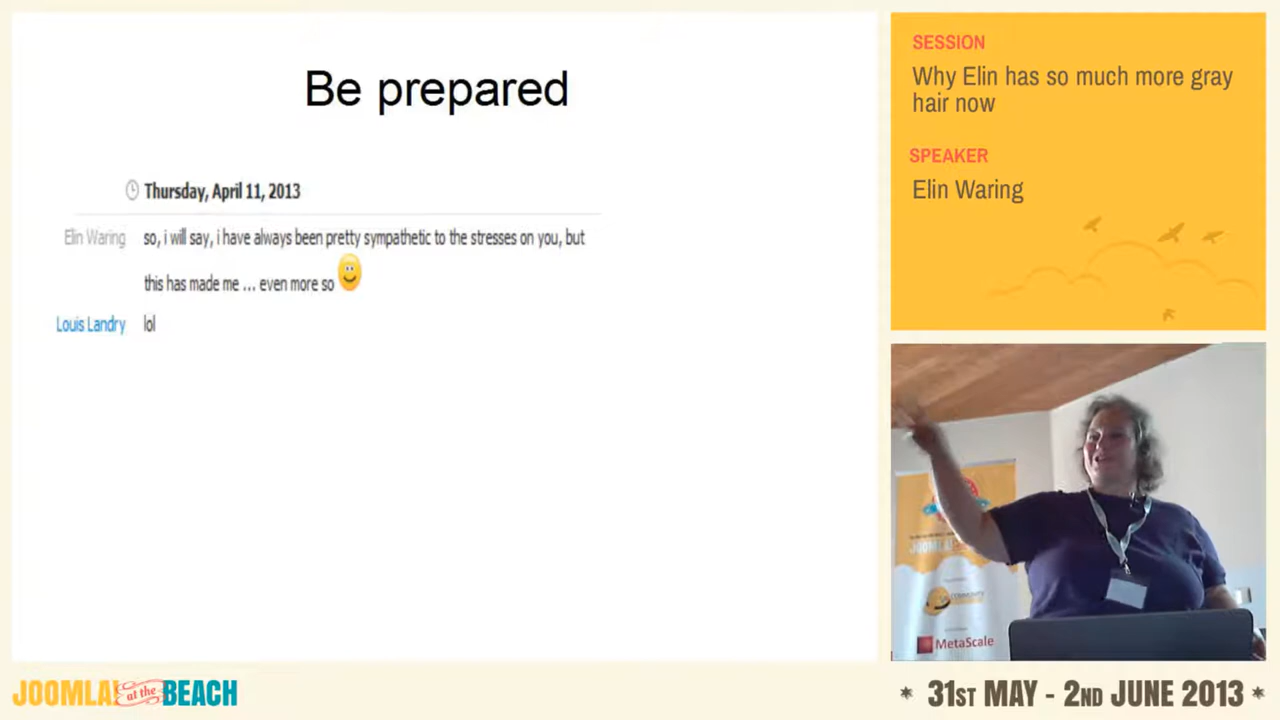 Be prepared
Thursday, April 11, 2013
Elin Waring so, i will say, i have always been pretty sympathetic to the stresses on you, but
this has made me ... even more so
Louis Landry lol
SESSION
Why Elin has so much more gray
hair now
SPEAKER
Elin Waring
JOOMLA!
MetaScale
JOOMLA! at the BEACH
* 31ST MAY - 2ND JUNE 2013 *